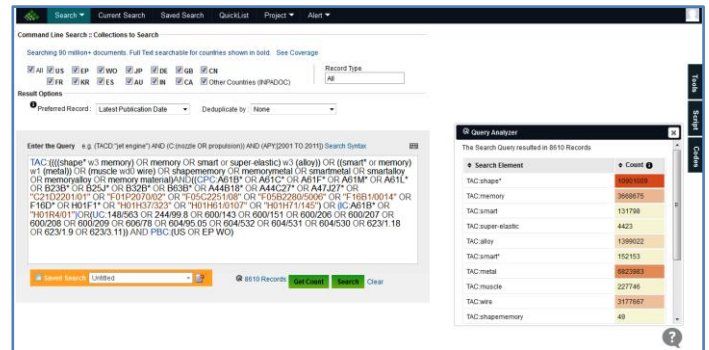 Search Current Search Saved Search QuickList Project Alert
Command Line Search :: Collections to Search
Searching 90 million+ documents. Full Text searchable for countries shown in bold. See Coverage
All US EP WO JP DE GB CN
FR KR ES AU IN CA Other Countries (INPADOC)
Record Type
All
Result Options
Preferred Record: Latest Publication Date Deduplicate by: None
Enter the Query e.g. (TACD:"jet engine") AND (C:(nozzle OR propulsion)) AND (APY:[2001 TO 2011]) Search Syntax
TAC:((((shape* w3 memory) OR memory OR smart or super-elastic) w3 (alloy)) OR ((smart* or memory)
w1 (metal)) OR (muscle wd0 wire) OR shapememory OR memorymetal OR smartmetal OR smartalloy
OR memoryalloy OR memory material)AND((CPC:A61B* OR A61C* OR A61F* OR A61M* OR A61L*
OR B23B* OR B25J* OR B32B* OR B63B* OR A44B18* OR A44C27* OR A47J27* OR
"C21D2201/01" OR "F01P2070/02" OR "F05C2251/08" OR "F05B2280/5006" OR "F16B1/0014" OR
F16D* OR H01F1* OR "H01H37/323" OR "H01H61/0107" OR "H01H71/145") OR (IC:A61B* OR
"H01R4/01")OR(UC:148/563 OR 244/99.8 OR 600/143 OR 600/151 OR 600/206 OR 600/207 OR
600/208 OR 600/209 OR 606/78 OR 604/95.05 OR 604/532 OR 604/531 OR 604/530 OR 623/1.18
OR 623/1.9 OR 623/3.11)) AND PBC:(US OR EP WO)
Saved Search Untitled 8610 Records Get Count Search Clear
Query Analyzer
The Search Query resulted in 8610 Records
Search Element Count
TAC:shape*
TAC:memory 3668675
TAC:smart 131798
TAC:super-elastic 4423
TAC:alloy 1399022
TAC:smart* 152153
TAC:metal 6823863
TAC:muscle 227746
TAC:wire 3177667
TAC:shapememory 49
Tools
Script
Codes